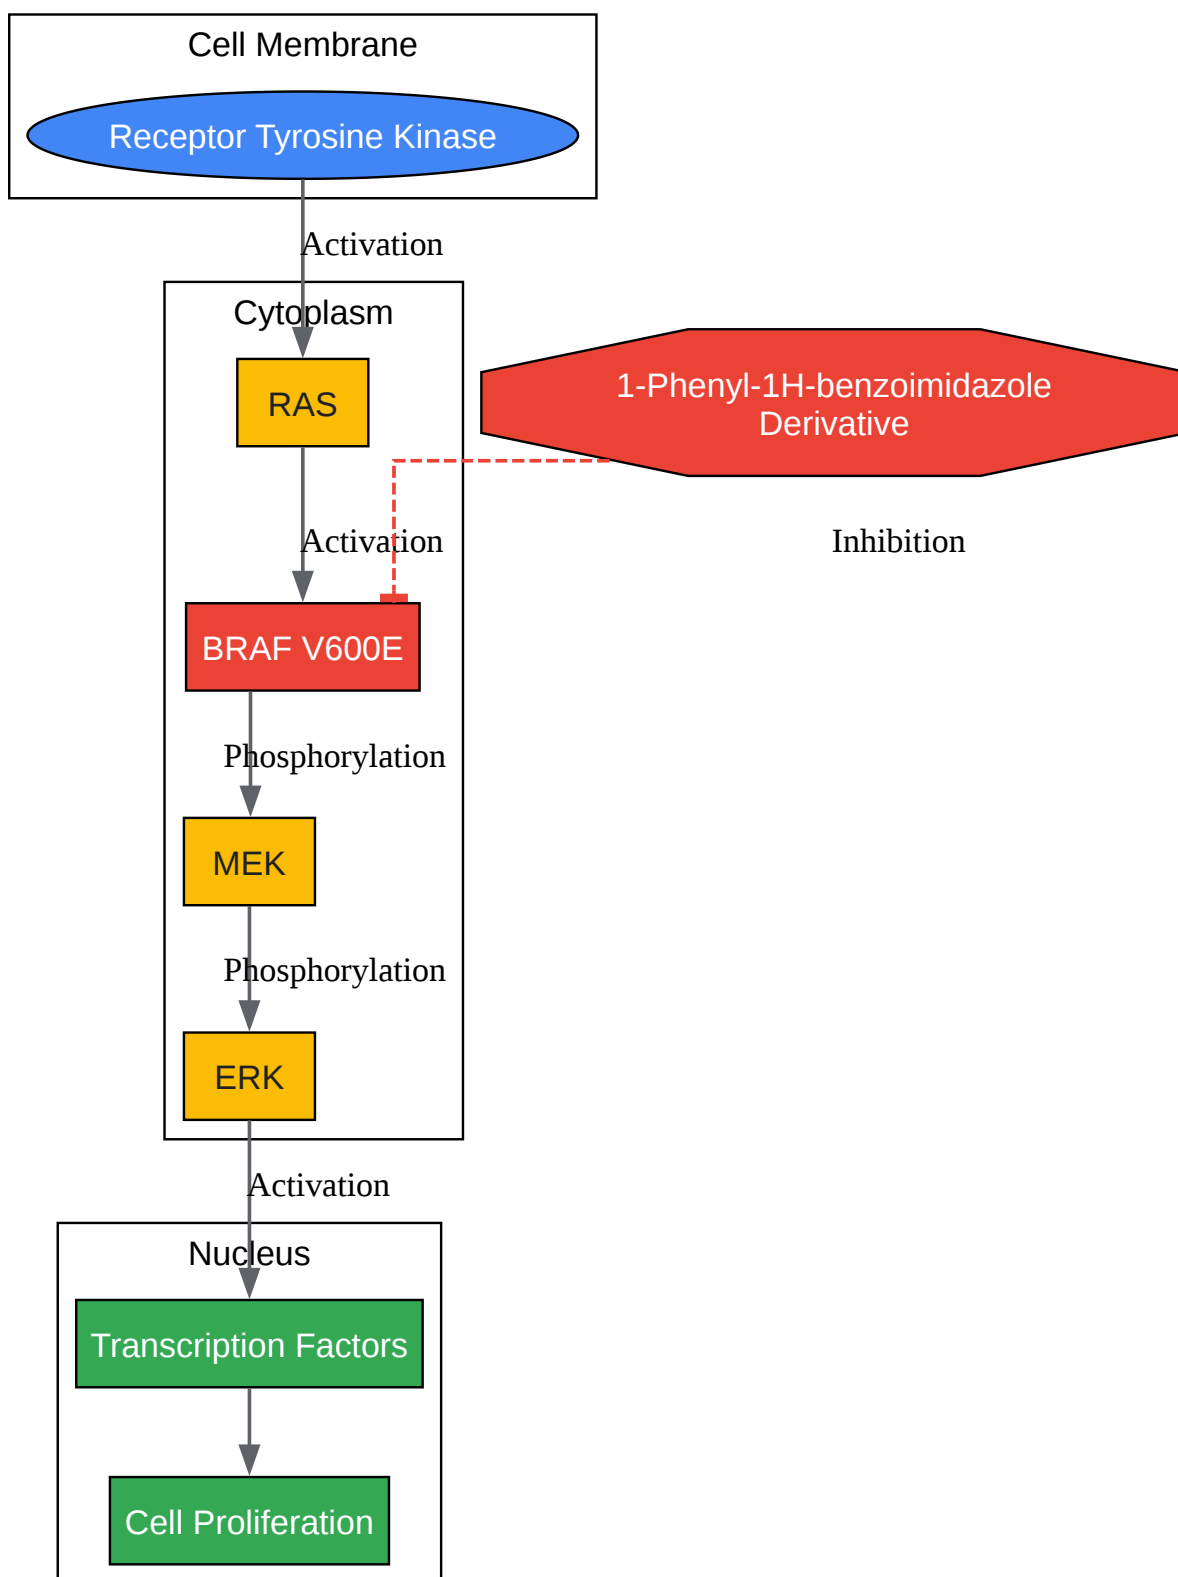 Cell Membrane
Receptor Tyrosine Kinase
Activation
Cytoplasm
RAS
1-Phenyl-1H-benzoimidazole
Derivative
Activation
Inhibition
BRAF V600E
Phosphorylation
MEK
Phosphorylation
ERK
Activation
Nucleus
Transcription Factors
Cell Proliferation